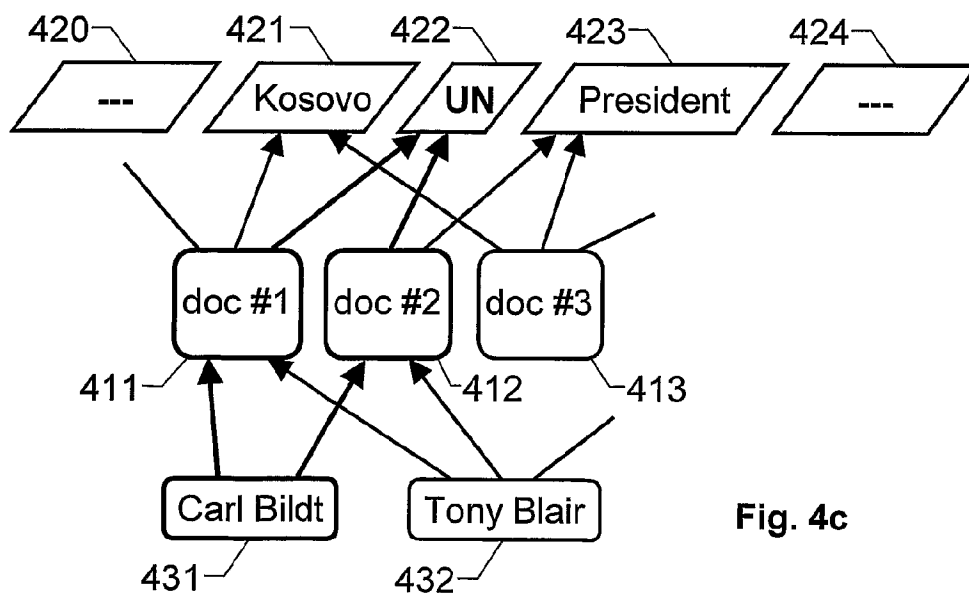 420 421 422 423 424
--- Kosovo UN President ---
doc #1 doc #2 doc #3
411 412 413
Carl Bildt Tony Blair
Fig. 4c
431 432